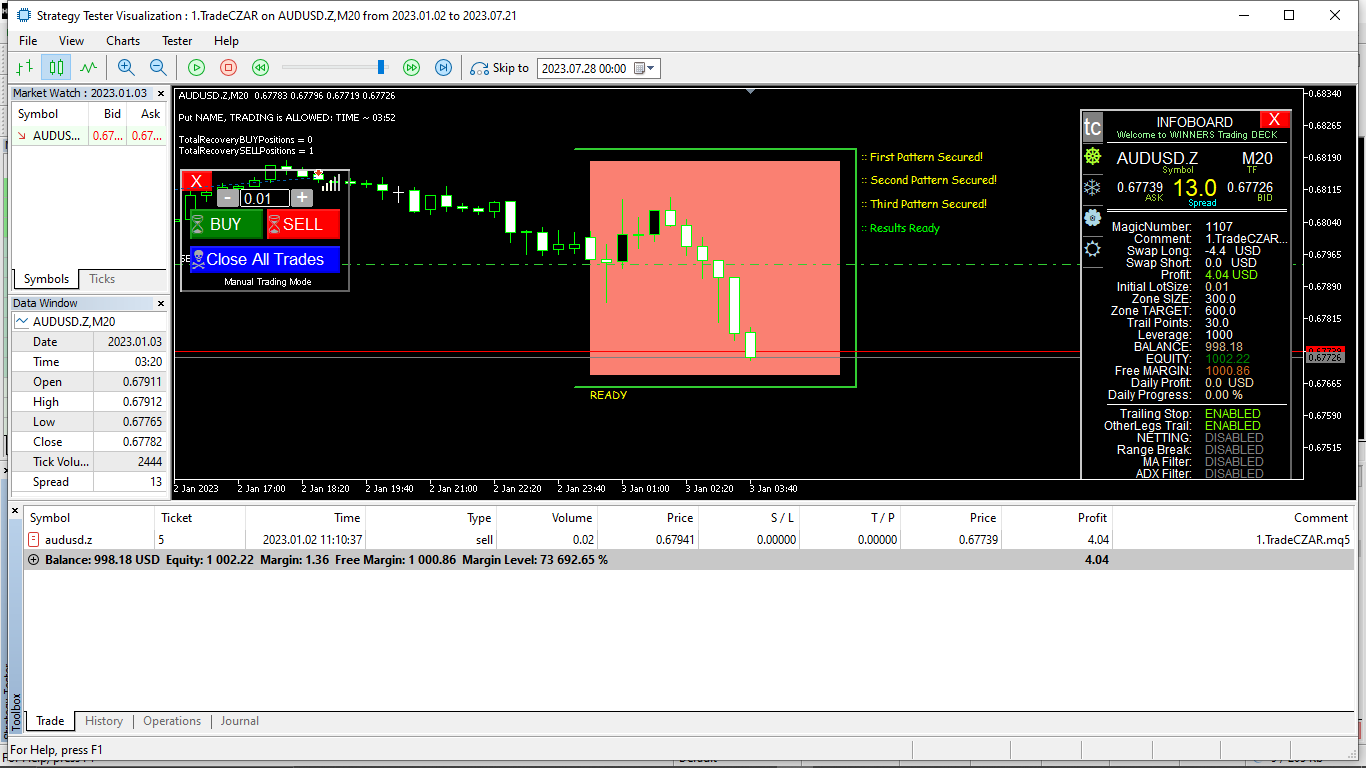 Strategy Tester Visualization : 1.TradeCZAR on AUDUSD.Z,M20 from 2023.01.02 to 2023.07.21
File View Charts Tester Help
Skip to 2023.07.28 00:00
Market Watch : 2023.01.03
Symbol Bid Ask
AUDUS... 0.67... 0.67...
Symbols Ticks
Data Window
AUDUSD.Z,M20
Date 2023.01.03
Time 03:20
Open 0.67911
High 0.67912
Low 0.67765
Close 0.67782
Tick Volu... 2444
Spread 13
AUDUSD.Z,M20 0.67783 0.67796 0.67719 0.67726
Put NAME, TRADING is ALLOWED: TIME ~ 03:52
TotalRecoveryBUYPositions = 0
TotalRecoverySELLPositions = 1
X
- 0.01 +
BUY SELL
Close All Trades
Manual Trading Mode
:: First Pattern Secured!
:: Second Pattern Secured!
:: Third Pattern Secured!
:: Results Ready
READY
tc INFOBOARD X
Welcome to WINNERS Trading DECK
AUDUSD.Z M20
Symbol TF
0.67739 13.0 0.67726
ASK Spread BID
MagicNumber: 1107
Comment: 1.TradeCZAR...
Swap Long: -4.4 USD
Swap Short: 0.0 USD
Profit: 4.04 USD
Initial LotSize: 0.01
Zone SIZE: 300.0
Zone TARGET: 600.0
Trail Points: 30.0
Leverage: 1000
BALANCE: 998.18
EQUITY: 1002.22
Free MARGIN: 1000.86
Daily Profit: 0.0 USD
Daily Progress: 0.00 %
Trailing Stop: ENABLED
OtherLegs Trail: ENABLED
NETTING: DISABLED
Range Break: DISABLED
MA Filter: DISABLED
ADX Filter: DISABLED
0.68340
0.68265
0.68190
0.68115
0.68040
0.67965
0.67890
0.67815
0.67726
0.67665
0.67590
0.67515
2 Jan 2023 2 Jan 17:00 2 Jan 18:20 2 Jan 19:40 2 Jan 21:00 2 Jan 22:20 2 Jan 23:40 3 Jan 01:00 3 Jan 02:20 3 Jan 03:40
Symbol Ticket Time Type Volume Price S / L T / P Price Profit Comment
audusd.z 5 2023.01.02 11:10:37 sell 0.02 0.67941 0.00000 0.00000 0.67739 4.04 1.TradeCZAR.mq5
Balance: 998.18 USD Equity: 1 002.22 Margin: 1.36 Free Margin: 1 000.86 Margin Level: 73 692.65 % 4.04
Toolbox
Trade History Operations Journal
For Help, press F1